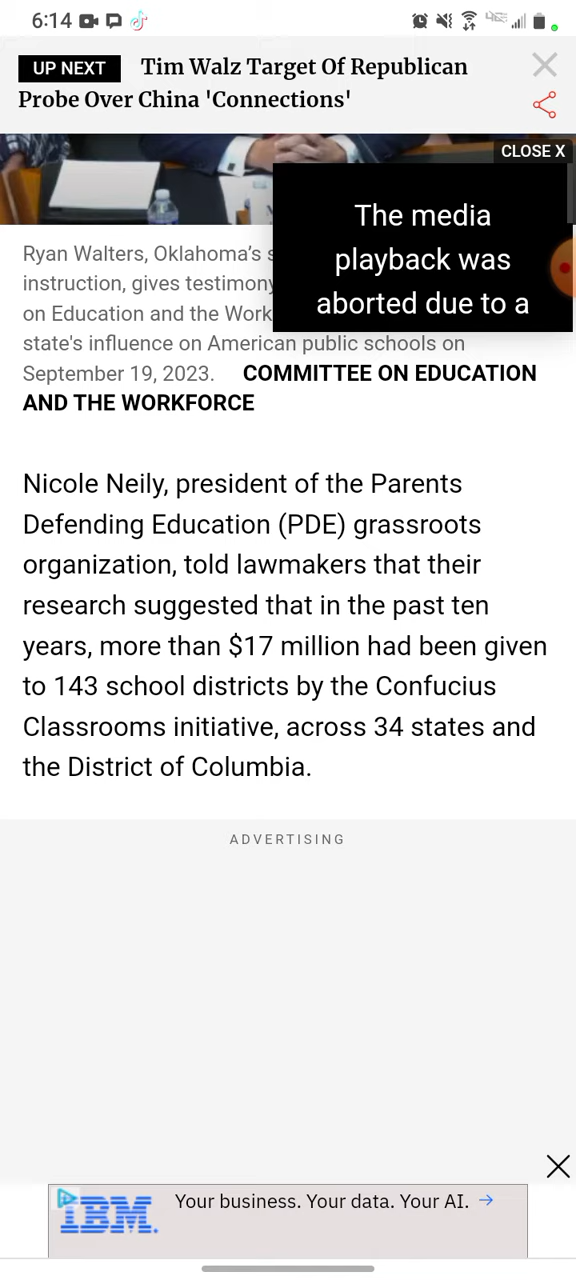 6:14
UP NEXT Tim Walz Target Of Republican
Probe Over China 'Connections'
CLOSE X
The media
playback was
aborted due to a
Ryan Walters, Oklahoma’s s
instruction, gives testimony
on Education and the Work
state's influence on American public schools on
September 19, 2023. COMMITTEE ON EDUCATION
AND THE WORKFORCE
Nicole Neily, president of the Parents
Defending Education (PDE) grassroots
organization, told lawmakers that their
research suggested that in the past ten
years, more than $17 million had been given
to 143 school districts by the Confucius
Classrooms initiative, across 34 states and
the District of Columbia.
ADVERTISING
IBM.
Your business. Your data. Your AI. →